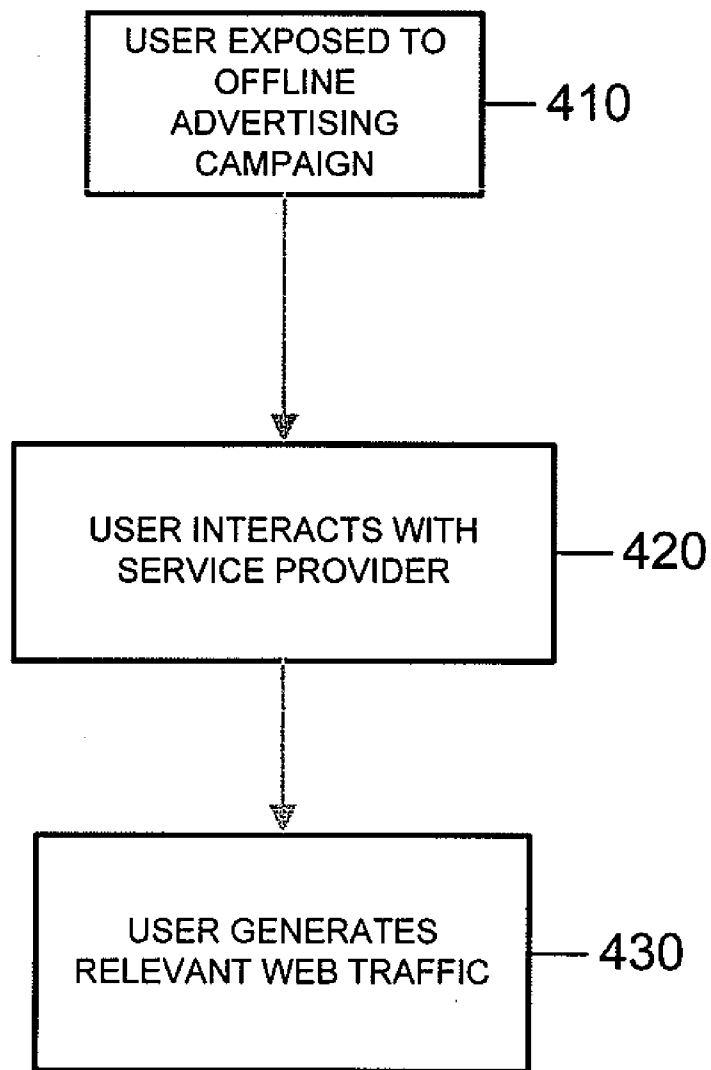 USER EXPOSED TO
OFFLINE
ADVERTISING
CAMPAIGN
410
USER INTERACTS WITH
SERVICE PROVIDER
420
USER GENERATES
RELEVANT WEB TRAFFIC
430